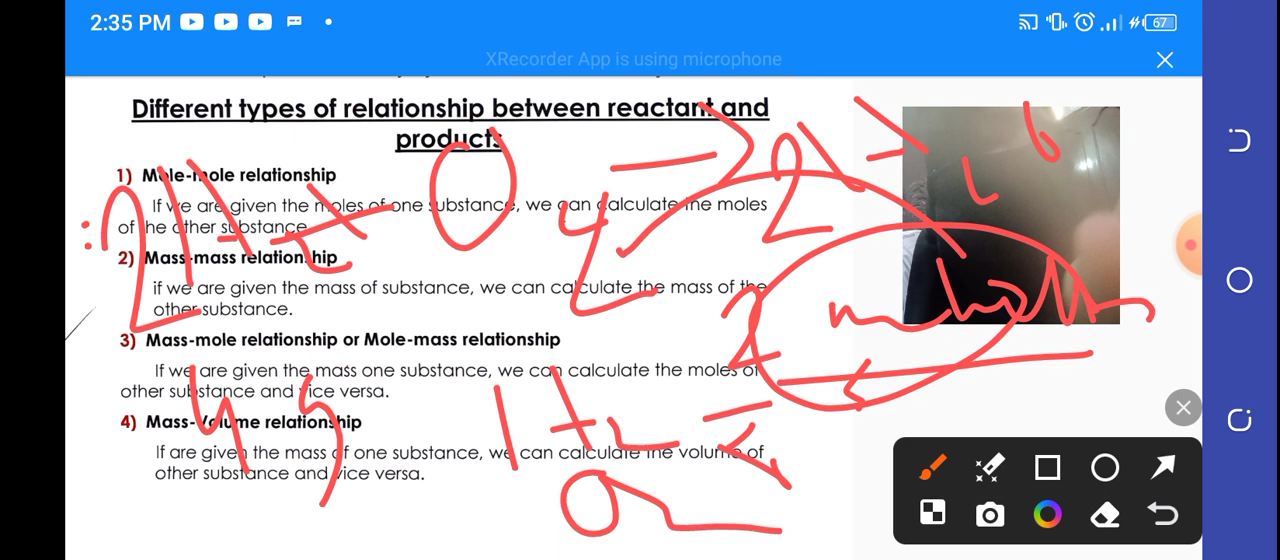 2:35 PM
67
XRecorder App is using microphone
Different types of relationship between reactant and
products
1) Mole-mole relationship
If we are given the moles of one substance, we can calculate the moles
of the other substance.
2) Mass-mass relationship
if we are given the mass of substance, we can calculate the mass of the
other substance.
3) Mass-mole relationship or Mole-mass relationship
If we are given the mass one substance, we can calculate the moles of
other substance and vice versa.
4) Mass-Volume relationship
If are given the mass of one substance, we can calculate the volume of
other substance and vice versa.